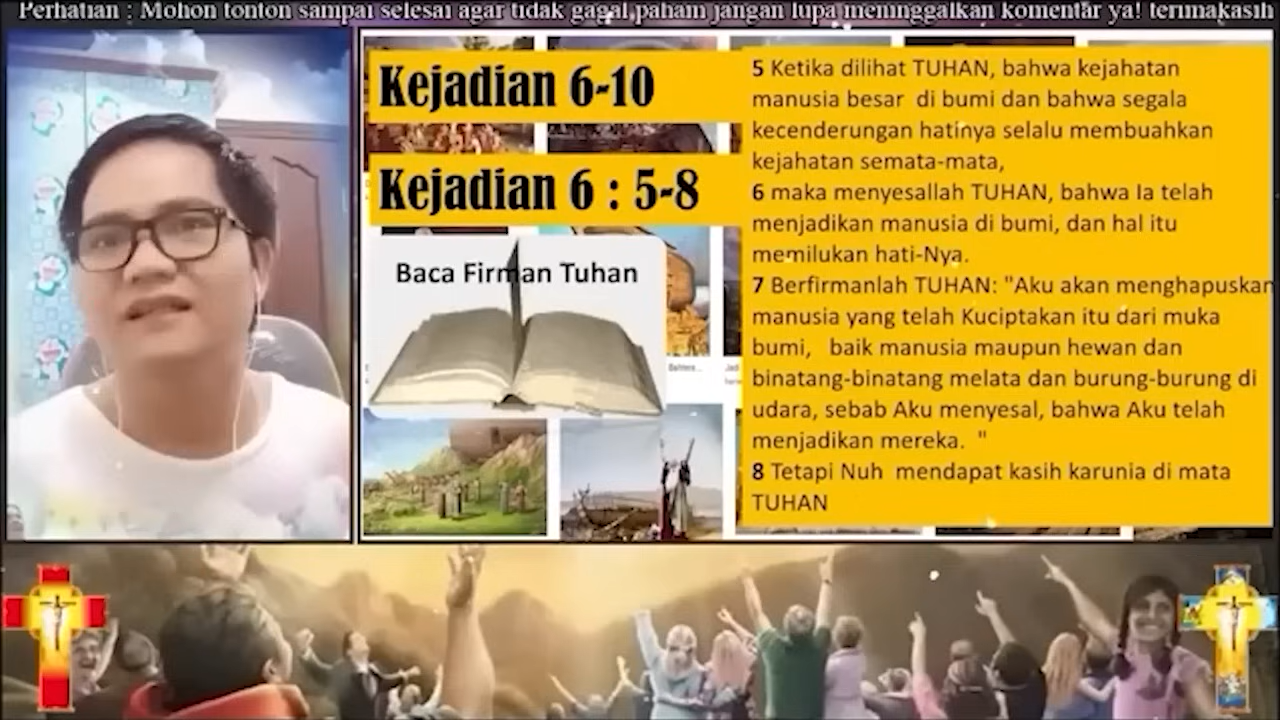 Perhatian : Mohon tonton sampai selesai agar tidak gagal paham jangan lupa meninggalkan komentar ya! terimakasih
Kejadian 6-10
Kejadian 6 : 5-8
Baca Firman Tuhan
5 Ketika dilihat TUHAN, bahwa kejahatan
manusia besar di bumi dan bahwa segala
kecenderungan hatinya selalu membuahkan
kejahatan semata-mata,
6 maka menyesallah TUHAN, bahwa Ia telah
menjadikan manusia di bumi, dan hal itu
memilukan hati-Nya.
7 Berfirmanlah TUHAN: "Aku akan menghapuskan
manusia yang telah Kuciptakan itu dari muka
bumi, baik manusia maupun hewan dan
binatang-binatang melata dan burung-burung di
udara, sebab Aku menyesal, bahwa Aku telah
menjadikan mereka. "
8 Tetapi Nuh mendapat kasih karunia di mata
TUHAN